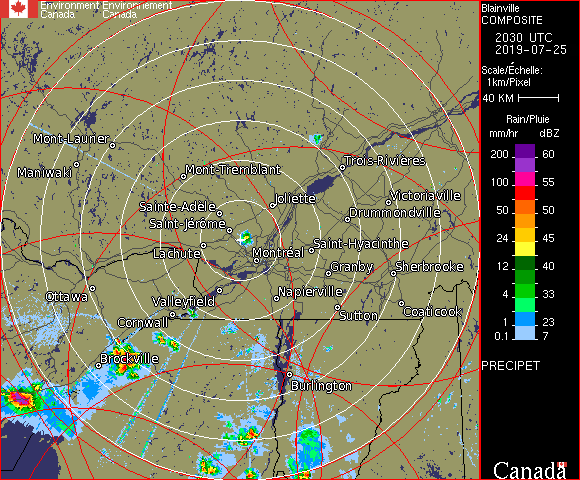 Environment Environnement
Canada Canada
Blainville
COMPOSITE
2030 UTC
2019-07-25
Scale/Échelle:
1km/Pixel
40 KM
Rain/Pluie
mm/hr dBZ
200 60
100 55
50 50
24 45
12 40
4 33
1 23
0.1 7
PRECIPET
Canada
Mont-Laurier
Maniwaki
Mont-Tremblant
Trois-Rivières
Sainte-Adèle
Joliette
Victoriaville
Drummondville
Saint-Jérôme
Saint-Hyacinthe
Lachute
Montréal
Granby
Sherbrooke
Ottawa
Valleyfield
Napierville
Cornwall
Sutton
Coaticook
Brockville
Burlington